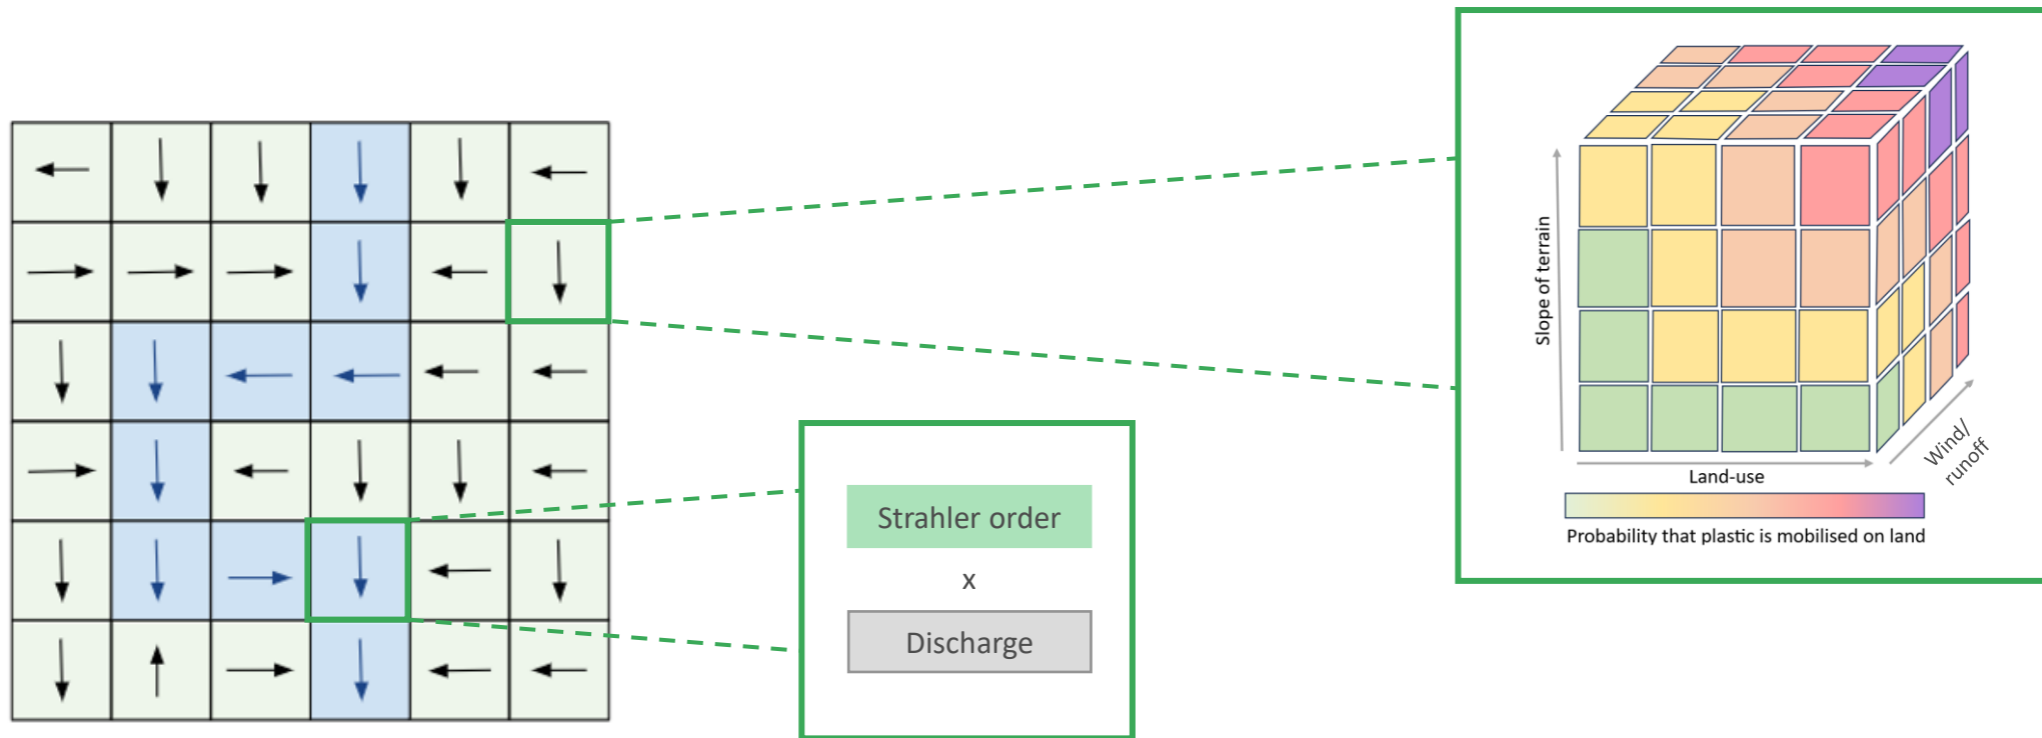 Strahler order
x
Discharge
Slope of terrain
Land-use
Wind/
runoff
Probability that plastic is mobilised on land